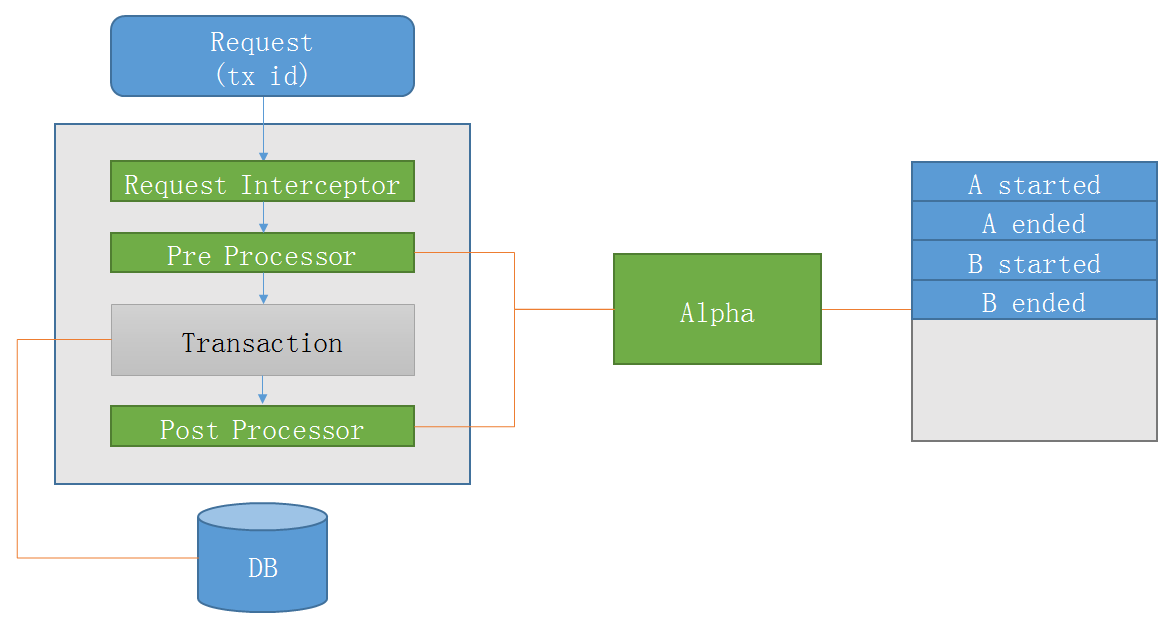 Request
(tx id)
Request Interceptor
Pre Processor
Transaction
Post Processor
DB
Alpha
A started
A ended
B started
B ended